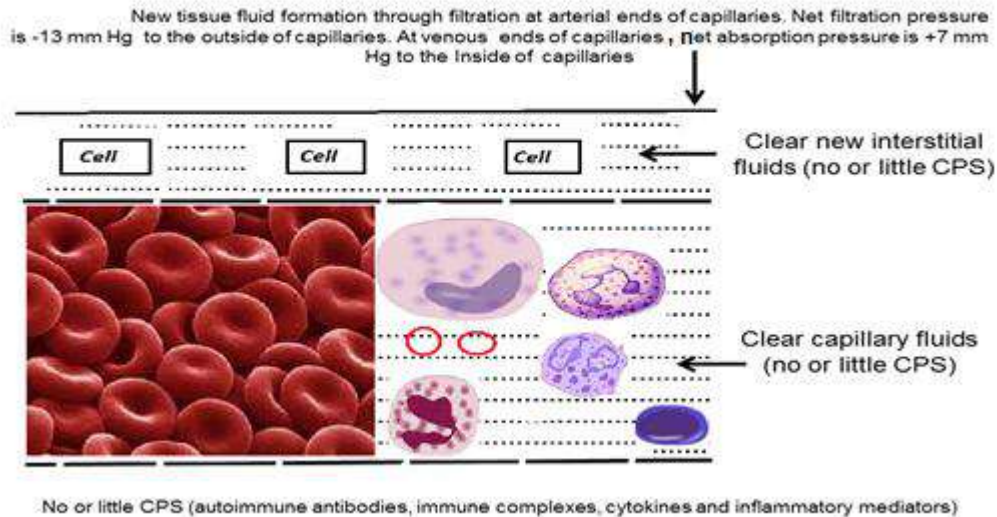 New tissue fluid formation through filtration at arterial ends of capillaries. Net filtration pressure
is -13 mm Hg to the outside of capillaries. At venous ends of capillaries , net absorption pressure is +7 mm
Hg to the Inside of capillaries
Cell
Cell
Cell
Clear new interstitial
fluids (no or little CPS)
Clear capillary fluids
(no or little CPS)
No or little CPS (autoimmune antibodies, immune complexes, cytokines and inflammatory mediators)